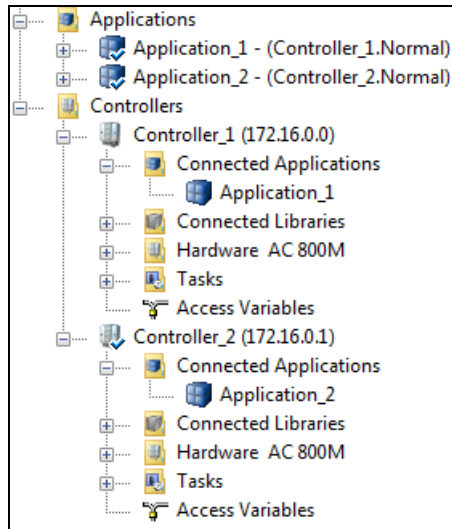 Applications
Application_1 - (Controller_1.Normal)
Application_2 - (Controller_2.Normal)
Controllers
Controller_1 (172.16.0.0)
Connected Applications
Application_1
Connected Libraries
Hardware AC 800M
Tasks
Access Variables
Controller_2 (172.16.0.1)
Connected Applications
Application_2
Connected Libraries
Hardware AC 800M
Tasks
Access Variables